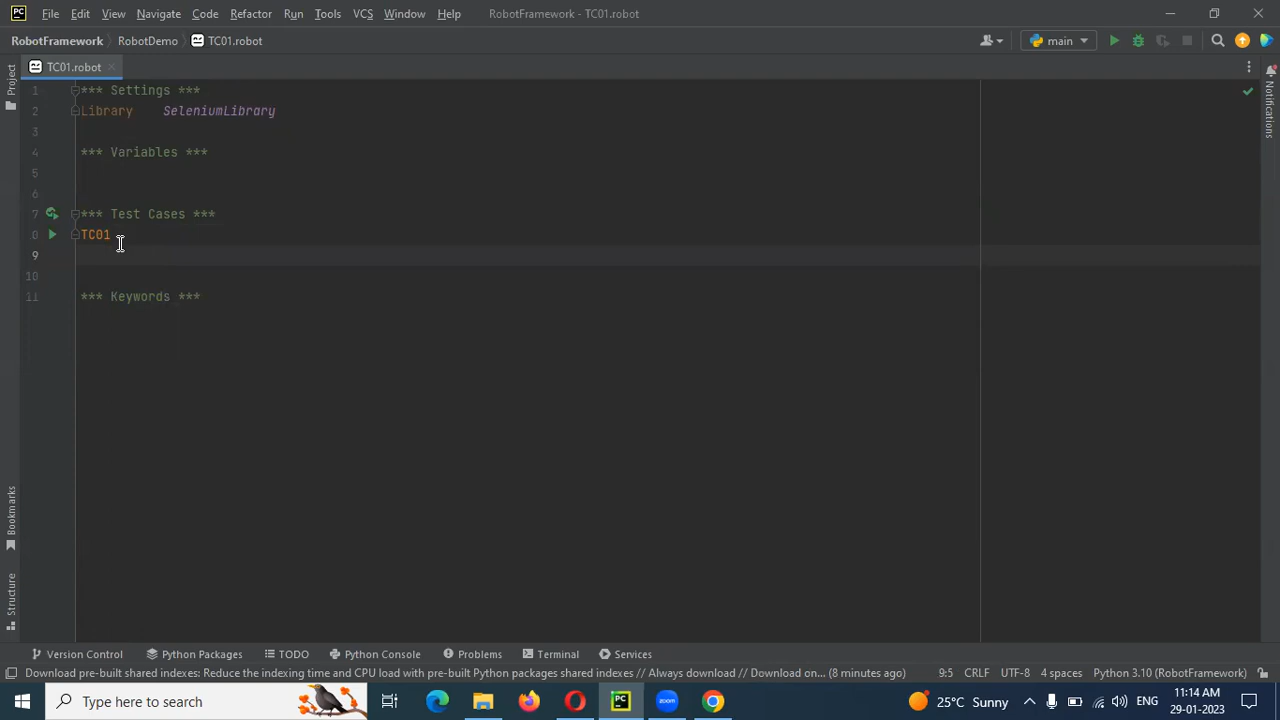 PC File Edit View Navigate Code Refactor Run Tools VCS Window Help RobotFramework - TC01.robot
RobotFramework RobotDemo TC01.robot main
Project TC01.robot Notifications
1 *** Settings ***
2 Library SeleniumLibrary
3
4 *** Variables ***
5
6
7 *** Test Cases ***
8 TC01
9
10
11 *** Keywords ***
Bookmarks
Structure
Version Control Python Packages TODO Python Console Problems Terminal Services
Download pre-built shared indexes: Reduce the indexing time and CPU load with pre-built Python packages shared indexes // Always download // Download on... (8 minutes ago) 9:5 CRLF UTF-8 4 spaces Python 3.10 (RobotFramework)
Type here to search PC zoom 25°C Sunny ENG 11:14 AM
29-01-2023